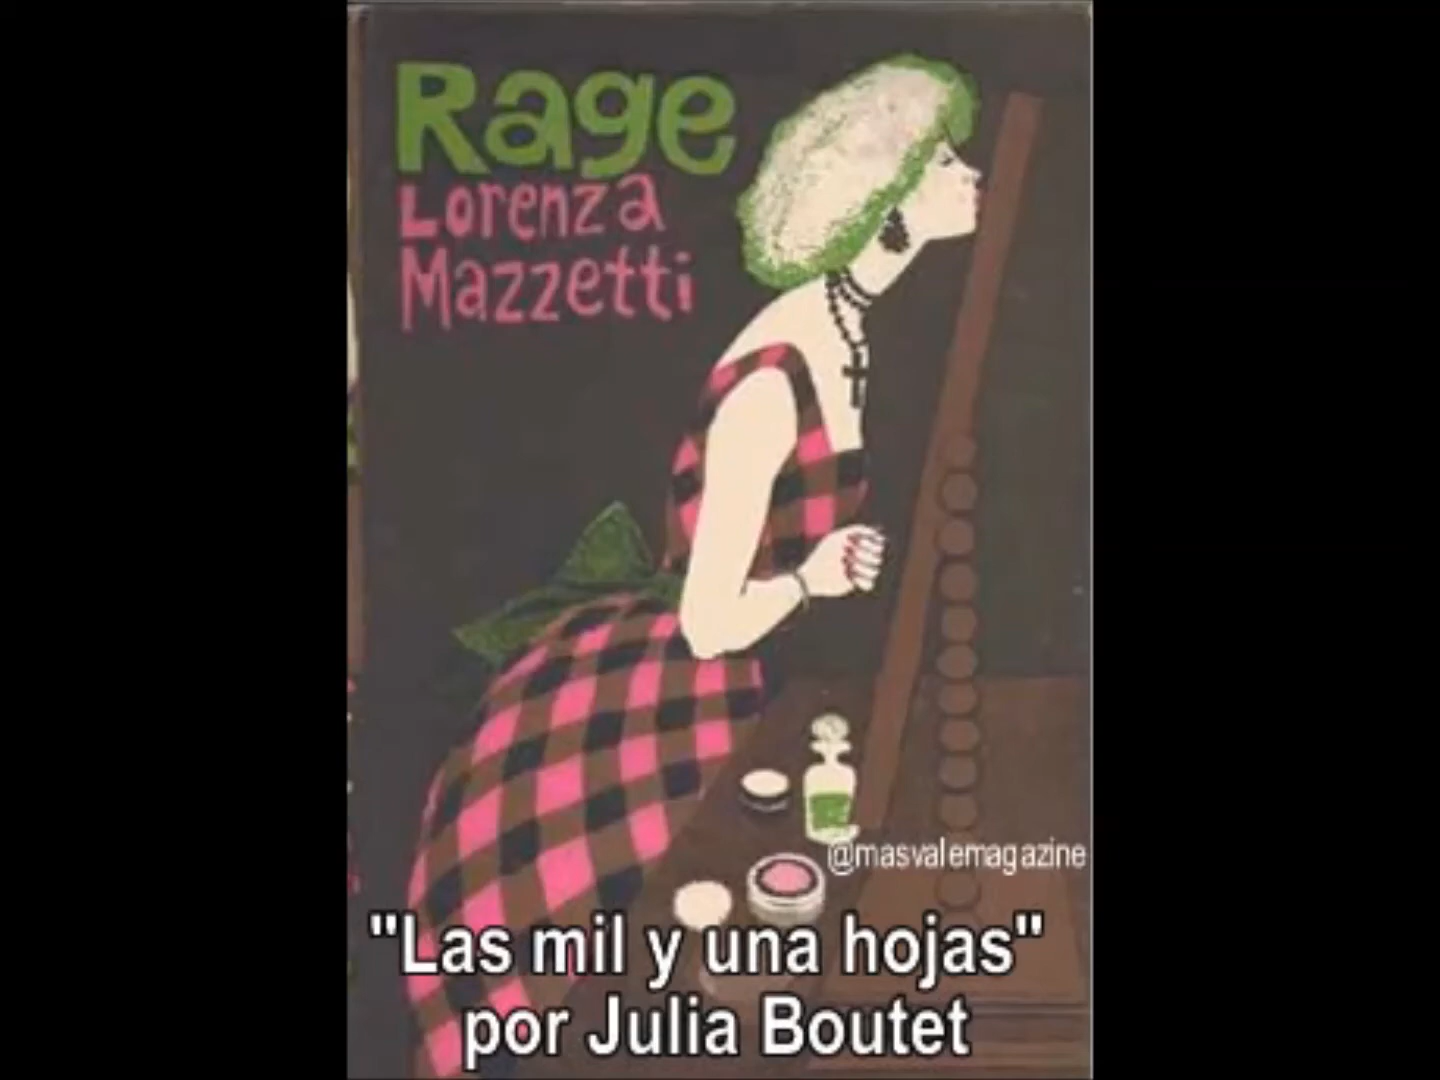 Rage
Lorenza
Mazzetti
@masvalemagazine
"Las mil y una hojas"
por Julia Boutet